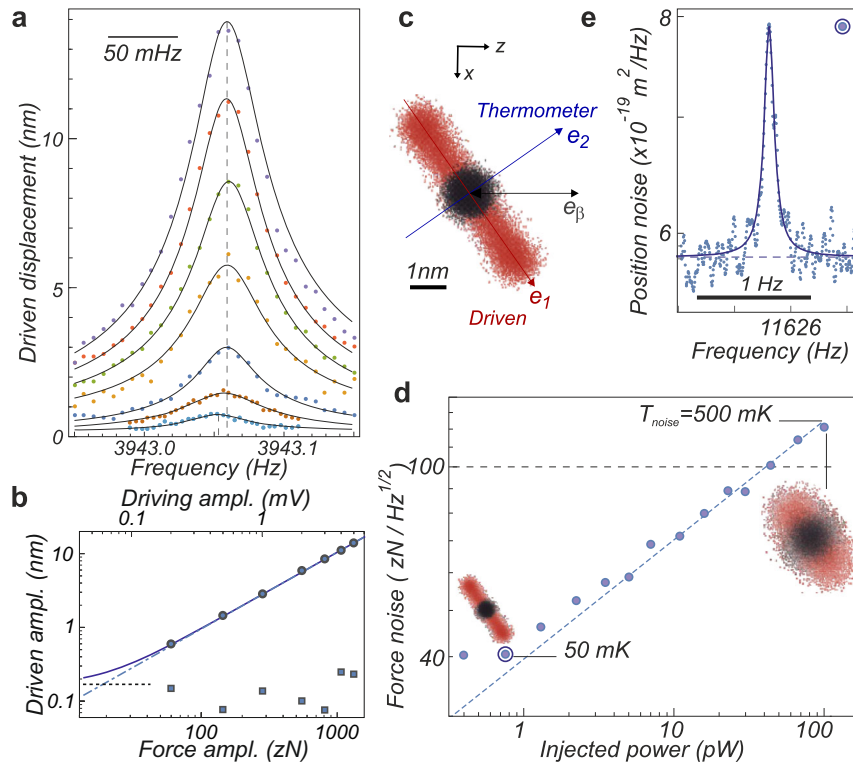 a
50 mHz
Driven displacement (nm)
10
5
0
3943.0
3943.1
Frequency (Hz)
b
Driving ampl. (mV)
0.1
1
Driven ampl. (nm)
10
1
0.1
100
1000
Force ampl. (zN)
c
z
x
Thermometer
e2
eβ
1nm
e1
Driven
e
Position noise (x10^-19 m^2/Hz)
8
6
1 Hz
11626
Frequency (Hz)
d
Tnoise=500 mK
Force noise ( zN / Hz^1/2)
100
40
50 mK
1
10
100
Injected power (pW)